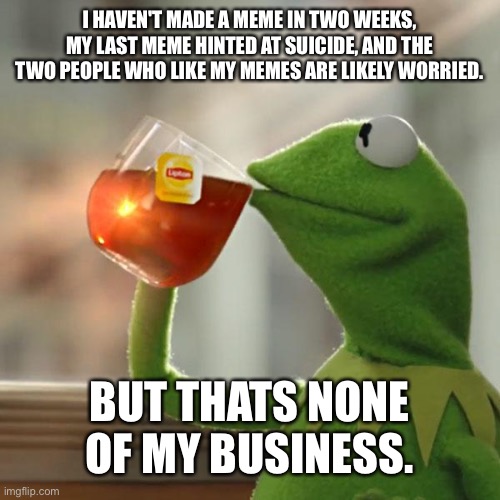 I HAVEN'T MADE A MEME IN TWO WEEKS,
MY LAST MEME HINTED AT SUICIDE, AND THE
TWO PEOPLE WHO LIKE MY MEMES ARE LIKELY WORRIED.
Lipton
BUT THATS NONE
OF MY BUSINESS.
imgflip.com